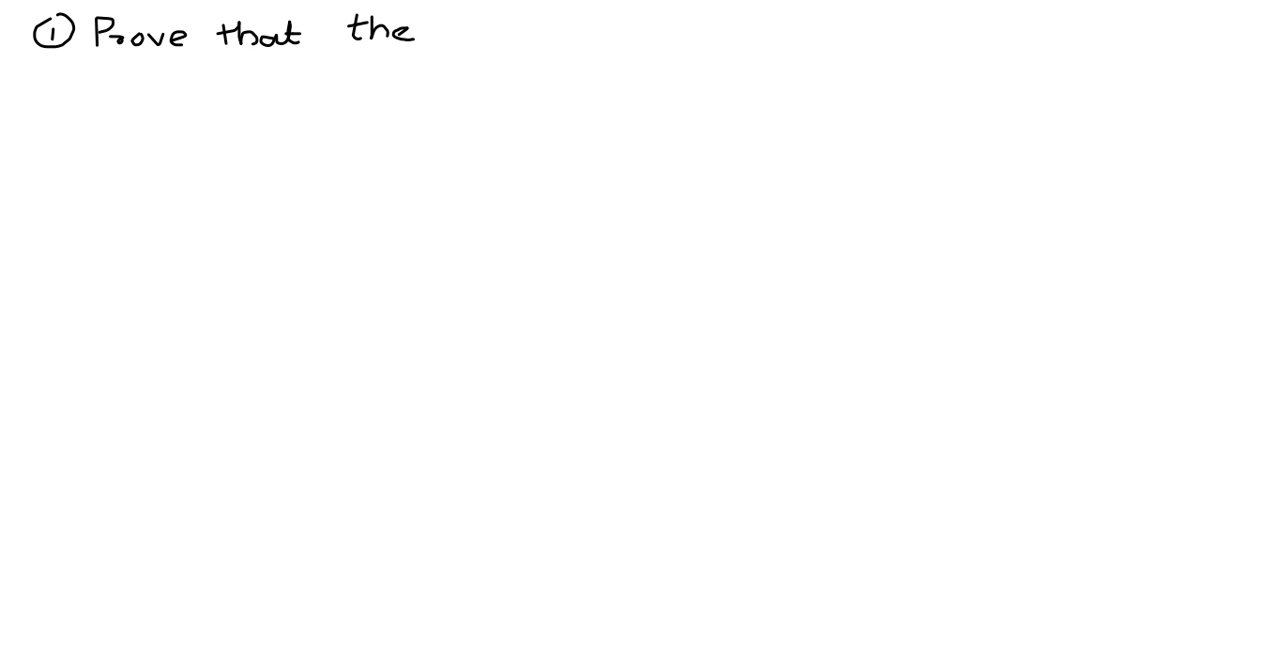 ① Prove that the